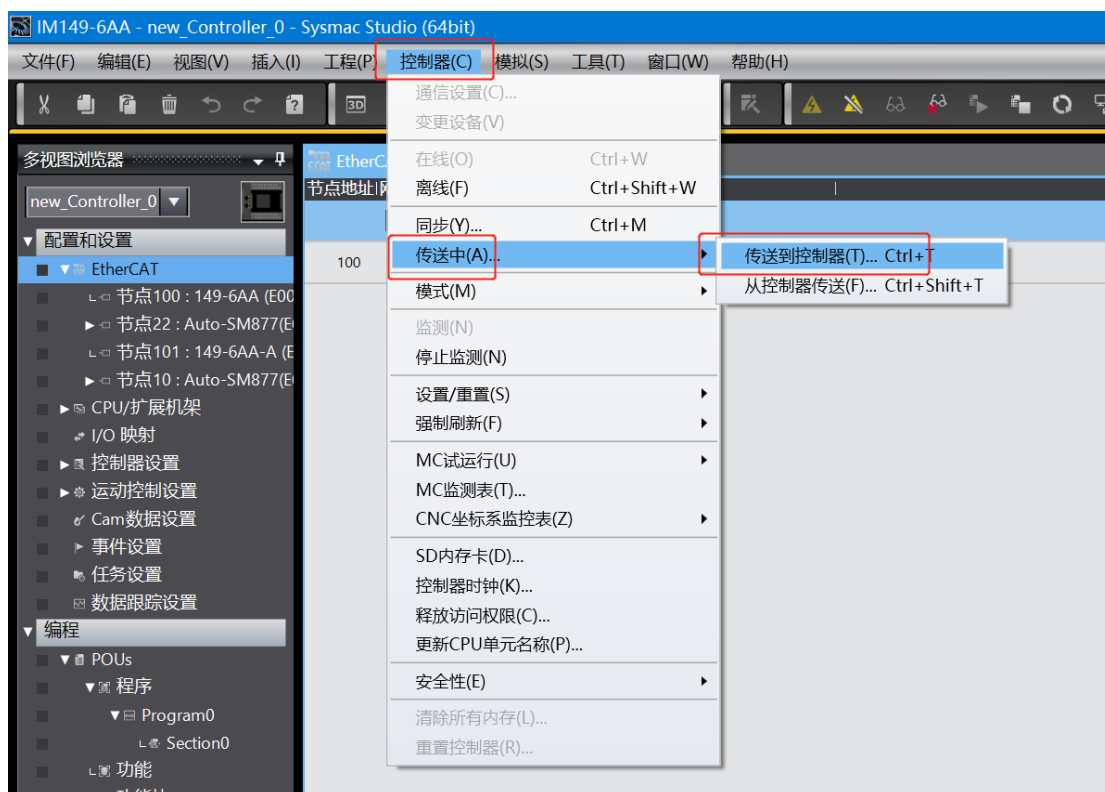 IM149-6AA - new_Controller_0 - Sysmac Studio (64bit)
文件(F) 编辑(E) 视图(V) 插入(I) 工程(P) 控制器(C) 模拟(S) 工具(T) 窗口(W) 帮助(H)
3D
多视图浏览器
new_Controller_0
配置和设置
EtherCAT
节点100 : 149-6AA (E00
节点22 : Auto-SM877(E
节点101 : 149-6AA-A (E
节点10 : Auto-SM877(E
CPU/扩展机架
I/O 映射
控制器设置
运动控制设置
Cam数据设置
事件设置
任务设置
数据跟踪设置
编程
POUs
程序
Program0
Section0
功能
EtherC
节点地址
100
通信设置(C)...
变更设备(V)
在线(O) Ctrl+W
离线(F) Ctrl+Shift+W
同步(Y)... Ctrl+M
传送中(A)...
模式(M)
监测(N)
停止监测(N)
设置/重置(S)
强制刷新(F)
MC试运行(U)
MC监测表(T)...
CNC坐标系监控表(Z)
SD内存卡(D)...
控制器时钟(K)...
释放访问权限(C)...
更新CPU单元名称(P)...
安全性(E)
清除所有内存(L)...
重置控制器(R)...
传送到控制器(T)... Ctrl+T
从控制器传送(F)... Ctrl+Shift+T